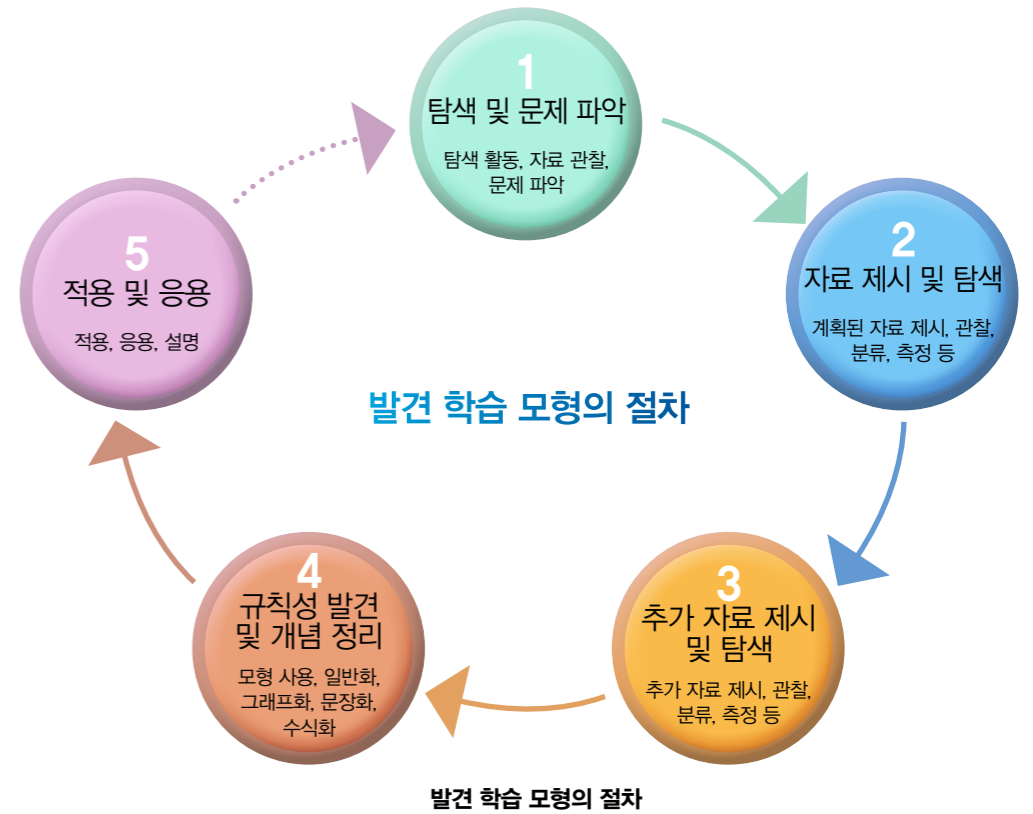 1
탐색 및 문제 파악
탐색 활동, 자료 관찰,
문제 파악
2
자료 제시 및 탐색
계획된 자료 제시, 관찰,
분류, 측정 등
3
추가 자료 제시
및 탐색
추가 자료 제시, 관찰,
분류, 측정 등
4
규칙성 발견
및 개념 정리
모형 사용, 일반화,
그래프화, 문장화,
수식화
5
적용 및 응용
적용, 응용, 설명
발견 학습 모형의 절차
발견 학습 모형의 절차